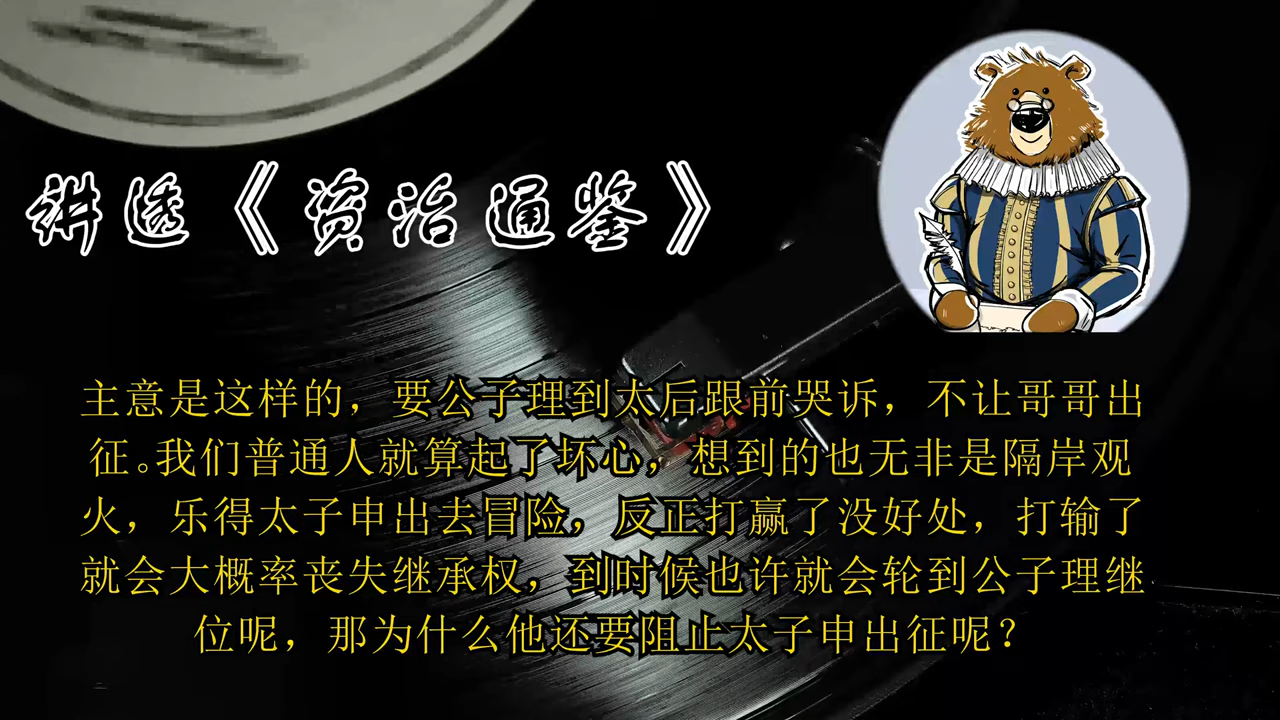 讲透《资治通鉴》
主意是这样的，要公子理到太后跟前哭诉，不让哥哥出
征。我们普通人就算起了坏心，想到的也无非是隔岸观
火，乐得太子申出去冒险，反正打赢了没好处，打输了
就会大概率丧失继承权，到时候也许就会轮到公子理继
位呢，那为什么他还要阻止太子申出征呢？